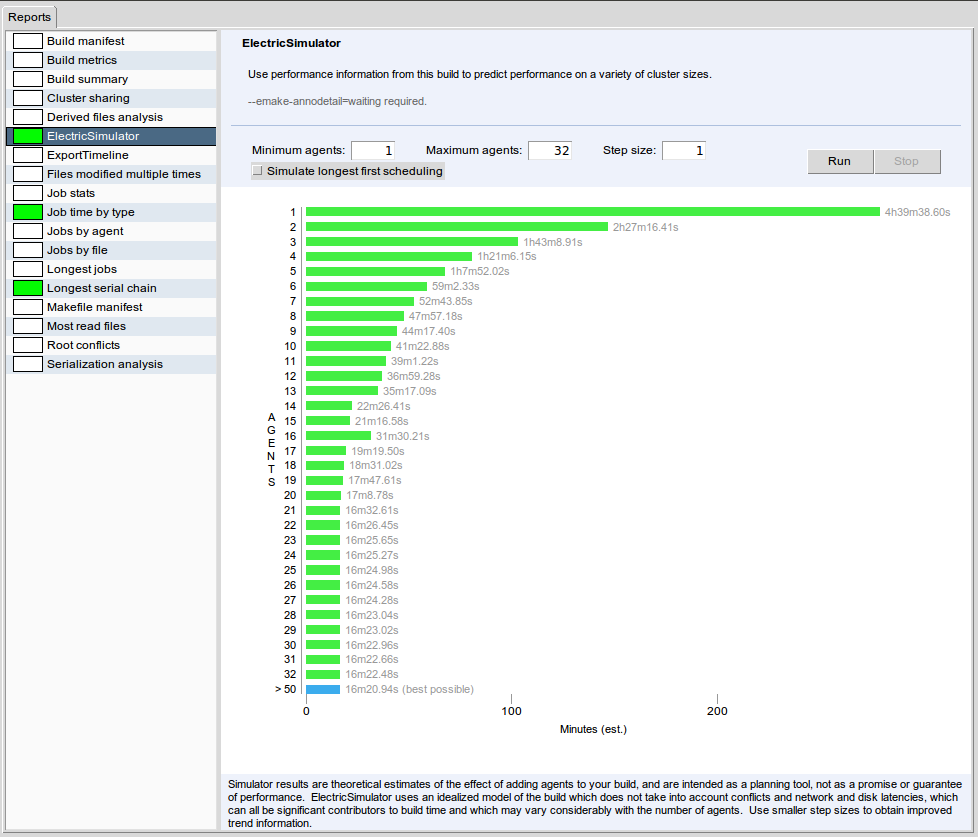 Reports
Build manifest
Build metrics
Build summary
Cluster sharing
Derived files analysis
ElectricSimulator
ExportTimeline
Files modified multiple times
Job stats
Job time by type
Jobs by agent
Jobs by file
Longest jobs
Longest serial chain
Makefile manifest
Most read files
Root conflicts
Serialization analysis
ElectricSimulator
Use performance information from this build to predict performance on a variety of cluster sizes.
--emake-annodetail=waiting required.
Minimum agents: 1 Maximum agents: 32 Step size: 1
Simulate longest first scheduling
Run Stop
AGENTS
1 4h39m38.60s
2 2h27m16.41s
3 1h43m8.91s
4 1h21m6.15s
5 1h7m52.02s
6 59m2.33s
7 52m43.85s
8 47m57.18s
9 44m17.40s
10 41m22.88s
11 39m1.22s
12 36m59.28s
13 35m17.09s
14 22m26.41s
15 21m16.58s
16 31m30.21s
17 19m19.50s
18 18m31.02s
19 17m47.61s
20 17m8.78s
21 16m32.61s
22 16m26.45s
23 16m25.65s
24 16m25.27s
25 16m24.98s
26 16m24.58s
27 16m24.28s
28 16m23.04s
29 16m23.02s
30 16m22.96s
31 16m22.66s
32 16m22.48s
> 50 16m20.94s (best possible)
0 100 200
Minutes (est.)
Simulator results are theoretical estimates of the effect of adding agents to your build, and are intended as a planning tool, not as a promise or guarantee
of performance. ElectricSimulator uses an idealized model of the build which does not take into account conflicts and network and disk latencies, which
can all be significant contributors to build time and which may vary considerably with the number of agents. Use smaller step sizes to obtain improved
trend information.